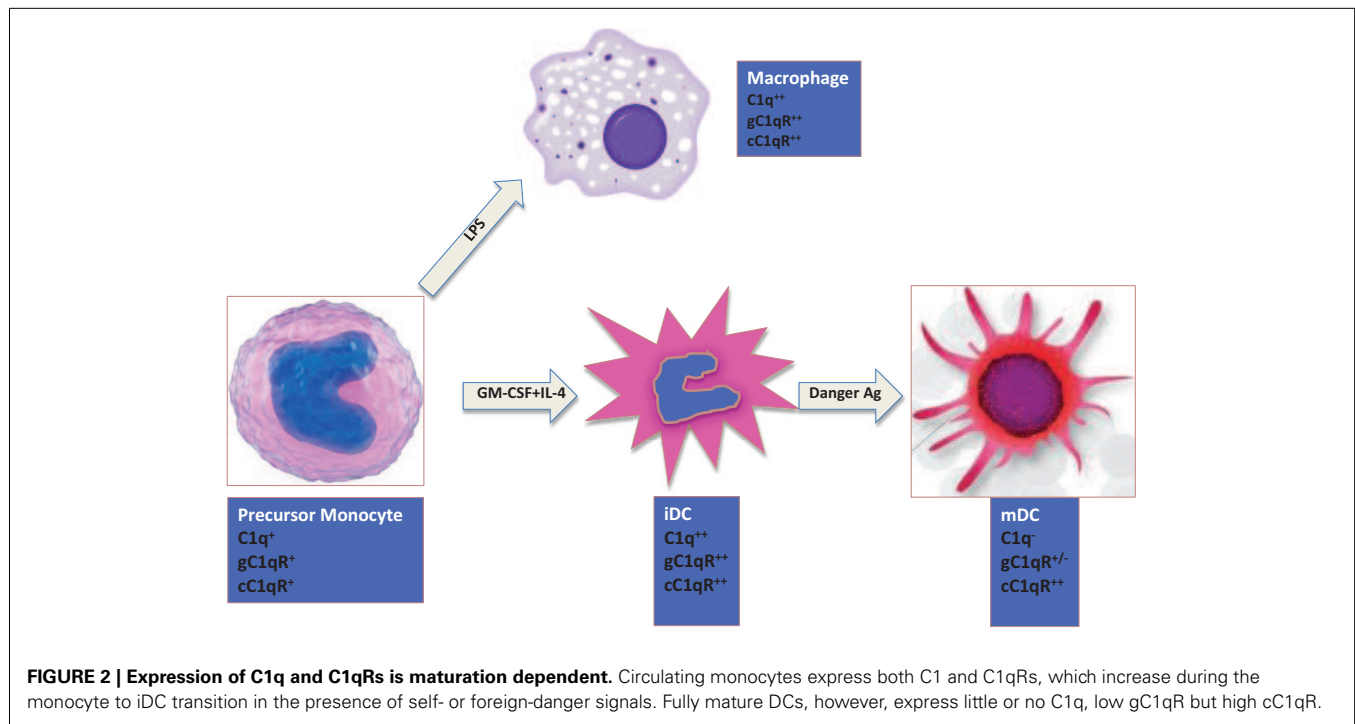 Macrophage
C1q⁺⁺
gC1qR⁺⁺
cC1qR⁺⁺
LPS
GM-CSF+IL-4
Danger Ag
Precursor Monocyte
C1q⁺
gC1qR⁺
cC1qR⁺
iDC
C1q⁺⁺
gC1qR⁺⁺
cC1qR⁺⁺
mDC
C1q⁻
gC1qR⁺/⁻
cC1qR⁺⁺
FIGURE 2 | Expression of C1q and C1qRs is maturation dependent. Circulating monocytes express both C1 and C1qRs, which increase during the
monocyte to iDC transition in the presence of self- or foreign-danger signals. Fully mature DCs, however, express little or no C1q, low gC1qR but high cC1qR.